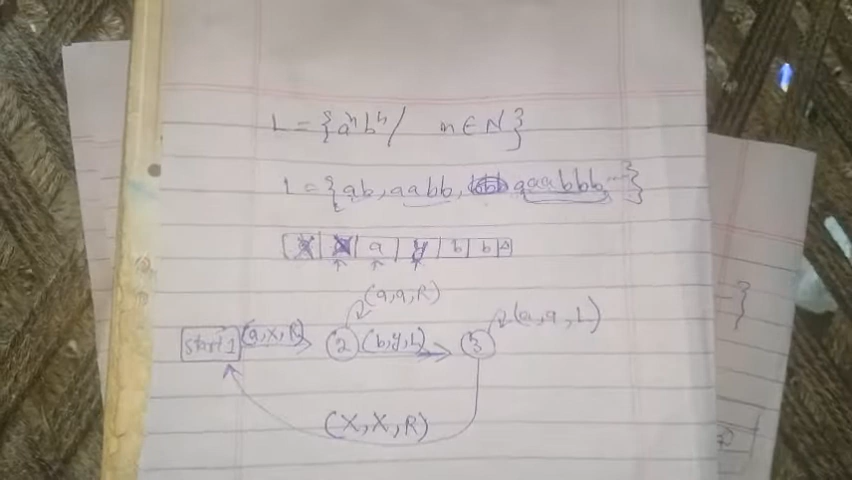 L = {aⁿbⁿ / n ∈ N}
L = {ab, aabb, aaabbb, ...}
X X a y b b Δ
(a,a,R)
(a,a,L)
start 1 (a,X,R) 2 (b,y,L) 3
(X,X,R)